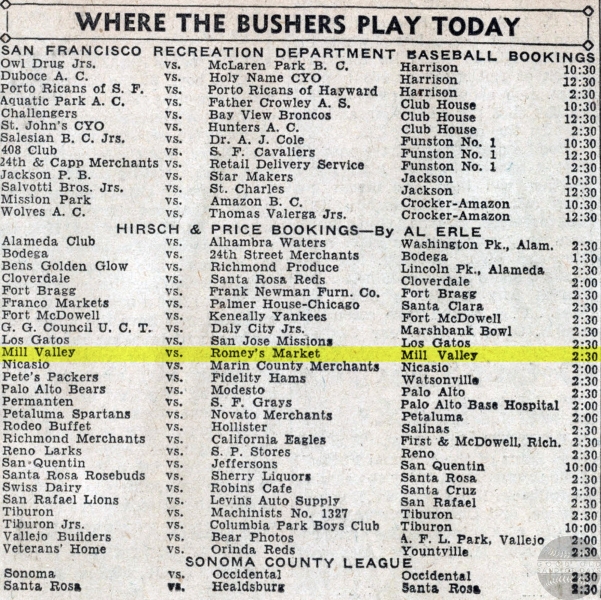 WHERE THE BUSHERS PLAY TODAY
SAN FRANCISCO RECREATION DEPARTMENT BASEBALL BOOKINGS
Owl Drug Jrs. vs. McLaren Park B. C. Harrison 10:30
Duboce A. C. vs. Holy Name CYO Harrison 12:30
Porto Ricans of S. F. vs. Porto Ricans of Hayward Harrison 2:30
Aquatic Park A. C. vs. Father Crowley A. S. Club House 10:30
Challengers vs. Bay View Broncos Club House 12:30
St. John's CYO vs. Hunters A. C. Club House 2:30
Salesian B. C. Jrs. vs. Dr. A. J. Cole Funston No. 1 10:30
408 Club vs. S. F. Cavaliers Funston No. 1 12:30
24th & Capp Merchants vs. Retail Delivery Service Funston No. 1 2:30
Jackson P. B. vs. Star Makers Jackson 10:30
Salvotti Bros. Jrs. vs. St. Charles Jackson 12:30
Mission Park vs. Amazon B. C. Crocker-Amazon 10:30
Wolves A. C. vs. Thomas Valerga Jrs. Crocker-Amazon 12:30
HIRSCH & PRICE BOOKINGS—By AL ERLE
Alameda Club vs. Alhambra Waters Washington Pk., Alam. 2:30
Bodega vs. 24th Street Merchants Bodega 1:30
Bens Golden Glow vs. Richmond Produce Lincoln Pk., Alameda 2:30
Cloverdale vs. Santa Rosa Reds Cloverdale 2:00
Fort Bragg vs. Frank Newman Furn. Co. Fort Bragg 2:30
Franco Markets vs. Palmer House-Chicago Santa Clara 2:30
Fort McDowell vs. Keneally Yankees Fort McDowell 2:30
G. G. Council U. C. T. vs. Daly City Jrs. Marshbank Bowl 2:30
Los Gatos vs. San Jose Missions Los Gatos 2:30
Mill Valley vs. Romey's Market Mill Valley 2:30
Nicasio vs. Marin County Merchants Nicasio 2:00
Pete's Packers vs. Fidelity Hams Watsonville 2:30
Palo Alto Bears vs. Modesto Palo Alto 2:30
Permanten vs. S. F. Grays Palo Alto Base Hospital 2:00
Petaluma Spartans vs. Novato Merchants Petaluma 2:00
Rodeo Buffet vs. Hollister Salinas 2:30
Richmond Merchants vs. California Eagles First & McDowell, Rich. 2:30
Reno Larks vs. S. P. Stores Reno 2:30
San Quentin vs. Jeffersons San Quentin 10:00
Santa Rosa Rosebuds vs. Sherry Liquors Santa Rosa 2:30
Swiss Dairy vs. Robins Cafe Santa Cruz 2:30
San Rafael Lions vs. Levins Auto Supply San Rafael 2:30
Tiburon vs. Machinists No. 1327 Tiburon 2:30
Tiburon Jrs. vs. Columbia Park Boys Club Tiburon 10:00
Vallejo Builders vs. Bear Photos A. F. L. Park, Vallejo 2:00
Veterans' Home vs. Orinda Reds Yountville 2:30
SONOMA COUNTY LEAGUE
Sonoma vs. Occidental Occidental 2:30
Santa Rosa vs. Healdsburg Santa Rosa 2:30